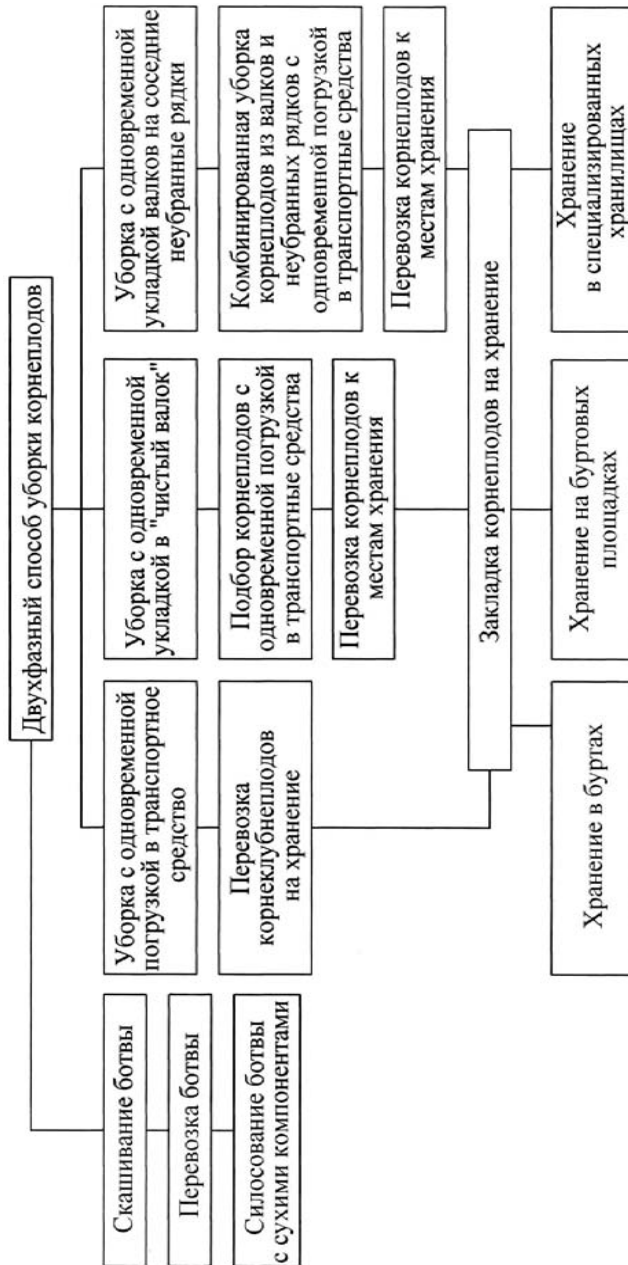 Двухфазный способ уборки корнеплодов
Скашивание ботвы
Перевозка ботвы
Силосование ботвы
с сухими компонентами
Уборка с одновременной
погрузкой в транспортное
средство
Перевозка
корнеклубнеплодов
на хранение
Уборка с одновременной
укладкой в "чистый валок"
Подбор корнеплодов с
одновременной погрузкой
в транспортные средства
Перевозка корнеплодов к
местам хранения
Уборка с одновременной
укладкой валков на соседние
неубранные рядки
Комбинированная уборка
корнеплодов из валков и
неубранных рядков с
одновременной погрузкой
в транспортные средства
Перевозка корнеплодов к
местам хранения
Закладка корнеплодов на хранение
Хранение в буртах
Хранение на буртовых
площадках
Хранение
в специализированных
хранилищах